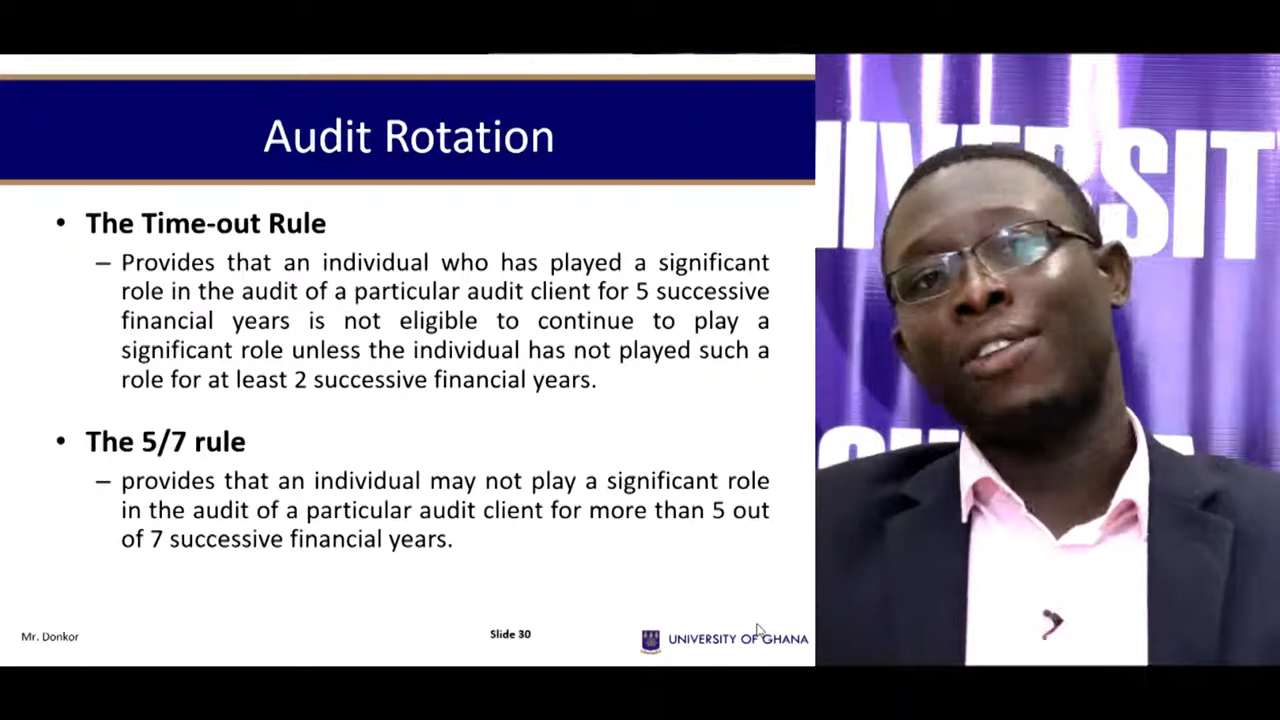 Audit Rotation
• The Time-out Rule
– Provides that an individual who has played a significant
role in the audit of a particular audit client for 5 successive
financial years is not eligible to continue to play a
significant role unless the individual has not played such a
role for at least 2 successive financial years.
• The 5/7 rule
– provides that an individual may not play a significant role
in the audit of a particular audit client for more than 5 out
of 7 successive financial years.
Mr. Donkor
Slide 30
UNIVERSITY OF GHANA